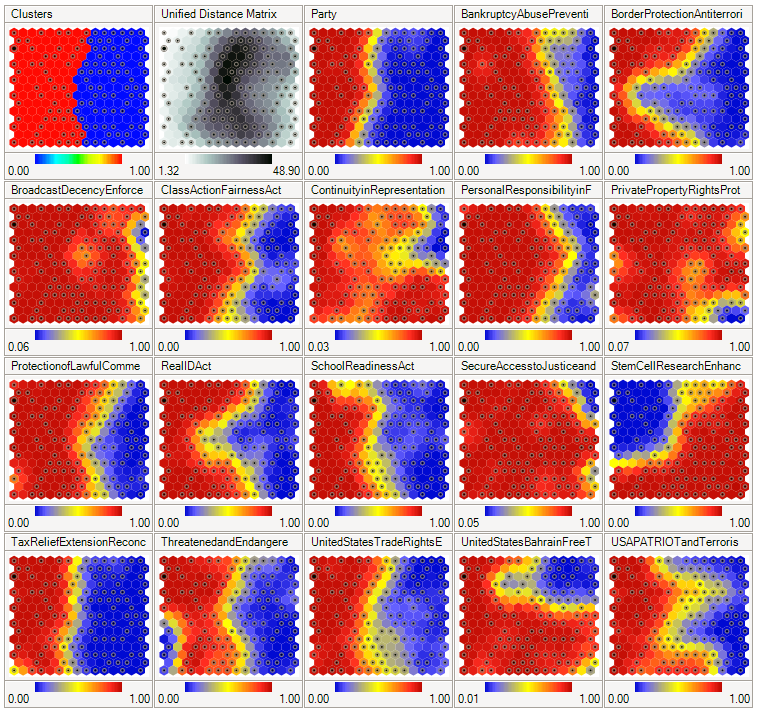 Clusters
Unified Distance Matrix
Party
BankruptcyAbusePreventi
BorderProtectionAntiterrori
0.00 1.00
1.32 48.90
0.00 1.00
0.00 1.00
0.00 1.00
BroadcastDecencyEnforce
ClassActionFairnessAct
ContinuityinRepresentation
PersonalResponsibilityinF
PrivatePropertyRightsProt
0.06 1.00
0.00 1.00
0.03 1.00
0.00 1.00
0.07 1.00
ProtectionofLawfulComme
RealIDAct
SchoolReadinessAct
SecureAccesstoJusticeand
StemCellResearchEnhanc
0.00 1.00
0.00 1.00
0.00 1.00
0.05 1.00
0.00 1.00
TaxReliefExtensionReconc
ThreatenedandEndangere
UnitedStatesTradeRightsE
UnitedStatesBahrainFreeT
USAPATRIOTandTerroris
0.00 1.00
0.00 1.00
0.00 1.00
0.01 1.00
0.00 1.00